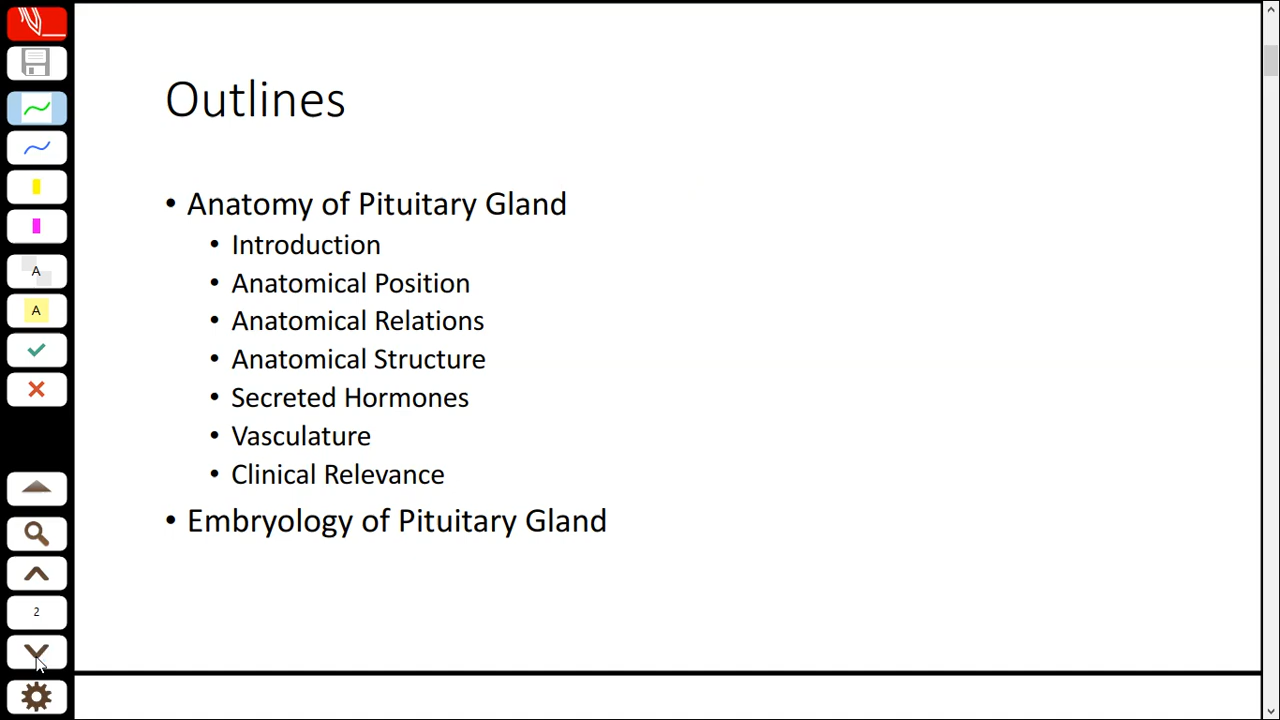 Outlines
• Anatomy of Pituitary Gland
• Introduction
• Anatomical Position
• Anatomical Relations
• Anatomical Structure
• Secreted Hormones
• Vasculature
• Clinical Relevance
• Embryology of Pituitary Gland
A
A
2